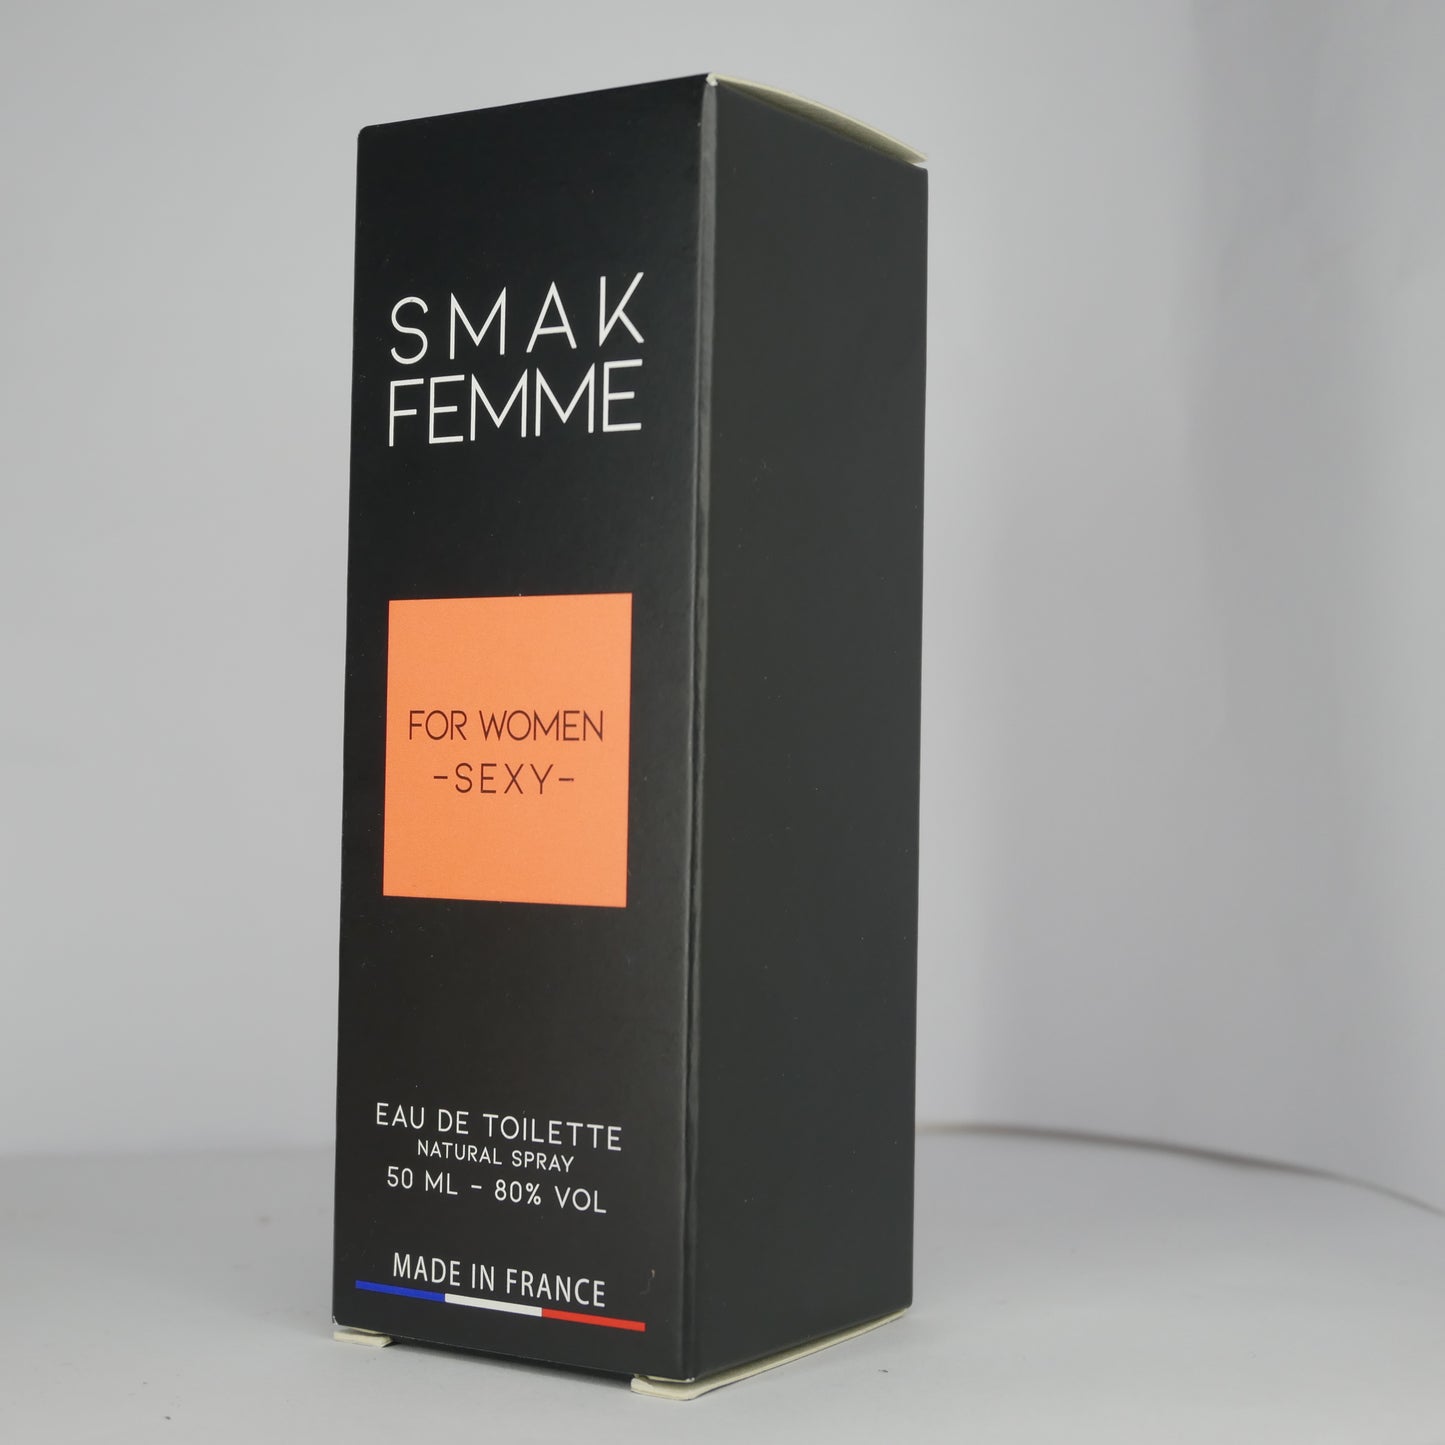 SMAK
FEMME
FOR WOMEN
-SEXY-
EAU DE TOILETTE
NATURAL SPRAY
50 ML - 80% VOL
MADE IN FRANCE